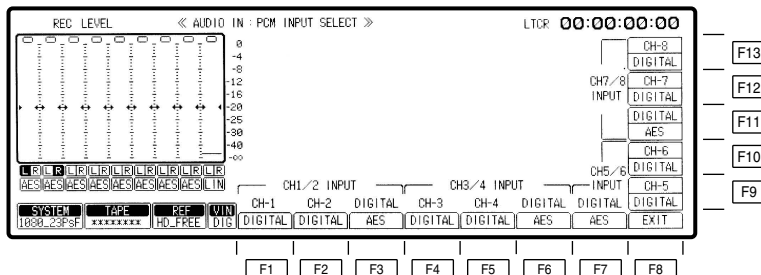 REC LEVEL
≪ AUDIO IN : PCM INPUT SELECT ≫
LTCR 00:00:00:00
0
-4
-8
-12
-16
-20
-25
-30
-40
-∞
L R L R L R L R L R L R L R L R
AES AES AES AES AES AES AES LIN
SYSTEM TAPE REF VIN
1080_23PsF ******** HD_FREE DIG
CH1/2 INPUT
CH-1 CH-2 DIGITAL
DIGITAL DIGITAL AES
CH3/4 INPUT
CH-3 CH-4 DIGITAL
DIGITAL DIGITAL AES
CH5/6 INPUT
DIGITAL
AES
CH-5
DIGITAL
CH-6
DIGITAL
CH7/8 INPUT
DIGITAL
AES
CH-7
DIGITAL
CH-8
DIGITAL
EXIT
F13
F12
F11
F10
F9
F1 F2 F3 F4 F5 F6 F7 F8